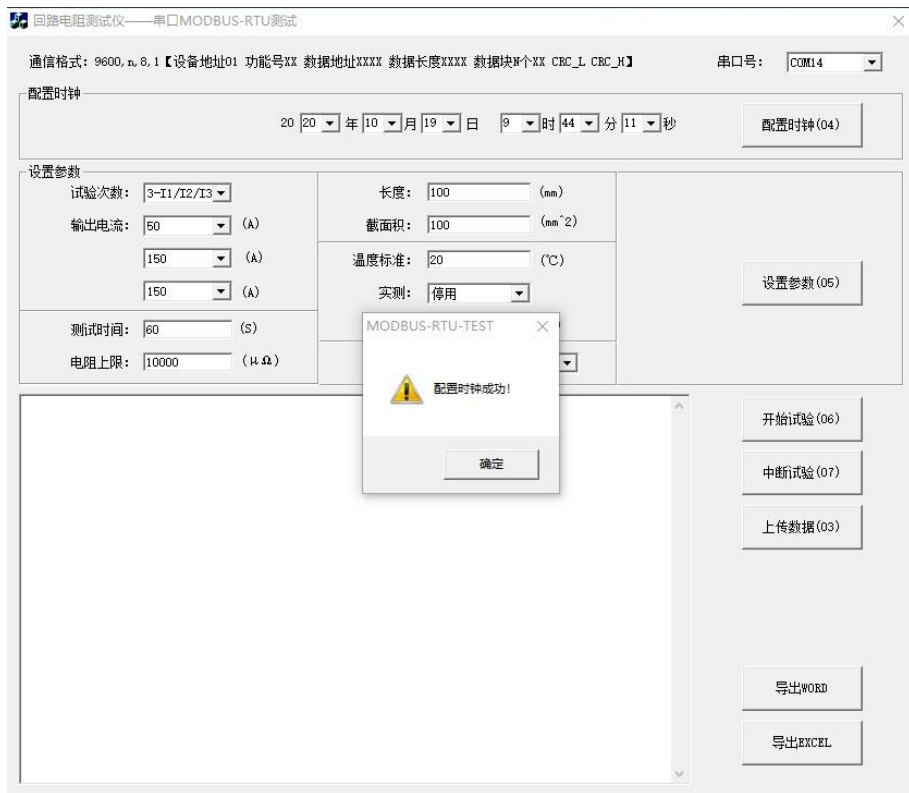 回路电阻测试仪——串口MODBUS-RTU测试
通信格式：9600,n,8,1【设备地址01 功能号XX 数据地址XXXX 数据长度XXXX 数据块N个XX CRC_L CRC_H】 串口号： COM14
配置时钟
20 20 年 10 月 19 日 9 时 44 分 11 秒 配置时钟(04)
设置参数
试验次数： 3-I1/I2/I3 长度： 100 (mm)
输出电流： 50 (A) 截面积： 100 (mm^2)
150 (A) 温度标准： 20 (℃)
150 (A) 实测： 停用 设置参数(05)
测试时间： 60 (S)
电阻上限： 10000 (μΩ)
MODBUS-RTU-TEST
配置时钟成功!
确定
开始试验(06)
中断试验(07)
上传数据(03)
导出WORD
导出EXCEL